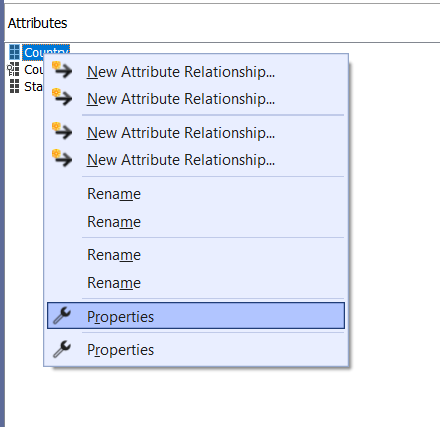 Attributes
Country
Cou
Sta
New Attribute Relationship...
New Attribute Relationship...
New Attribute Relationship...
New Attribute Relationship...
Rename
Rename
Rename
Rename
Properties
Properties